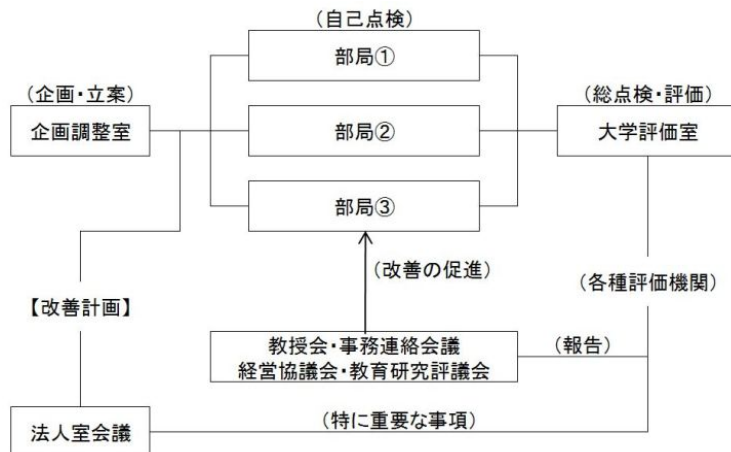 (自己点検)
部局①
(企画・立案)
企画調整室
部局②
(総点検・評価)
大学評価室
部局③
(改善の促進)
(各種評価機関)
【改善計画】
教授会・事務連絡会議
経営協議会・教育研究評議会
(報告)
(特に重要な事項)
法人室会議